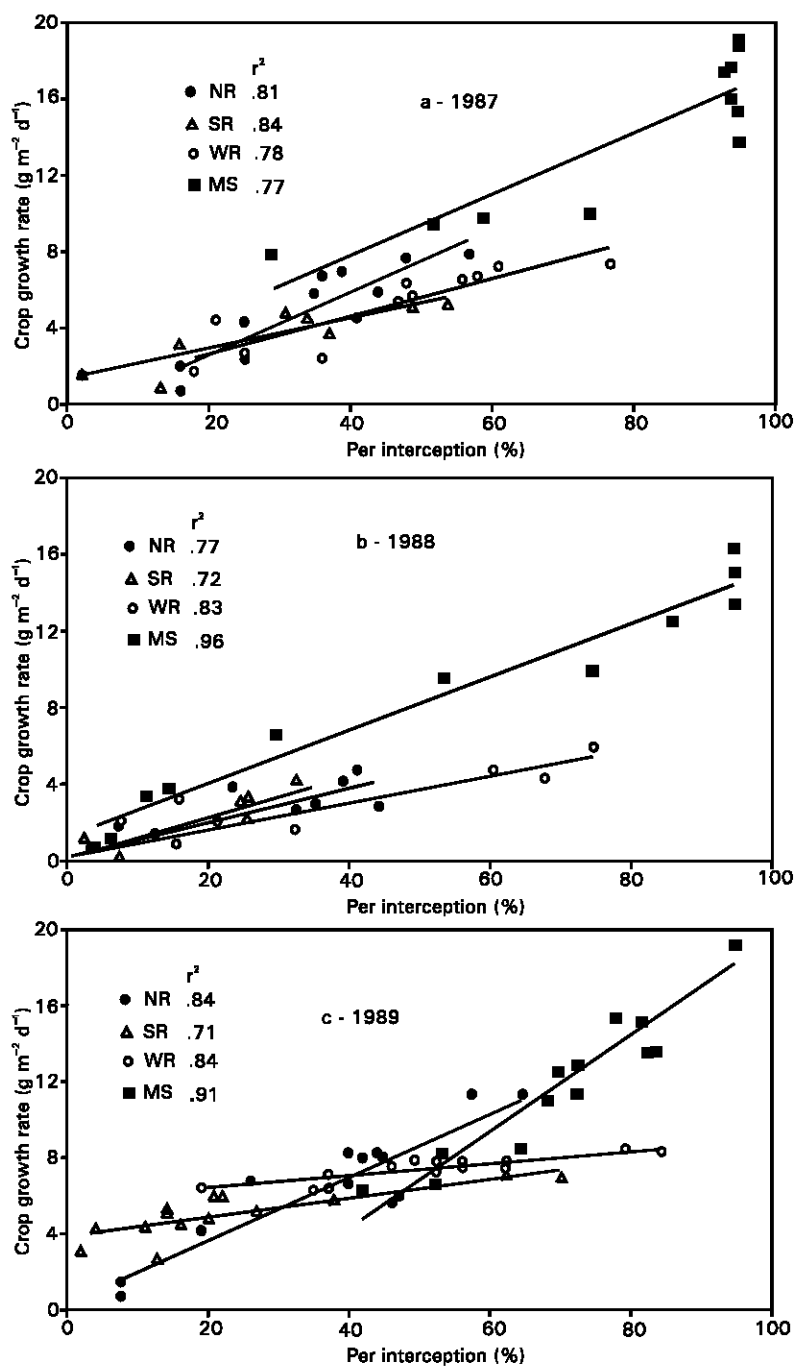 20
16
12
8
4
0
Crop growth rate (g m⁻² d⁻¹)
r²
NR .81
SR .84
WR .78
MS .77
a - 1987
0 20 40 60 80 100
Per interception (%)
20
16
12
8
4
0
Crop growth rate (g m⁻² d⁻¹)
r²
NR .77
SR .72
WR .83
MS .96
b - 1988
0 20 40 60 80 100
Per interception (%)
20
16
12
8
4
0
Crop growth rate (g m⁻² d⁻¹)
r²
NR .84
SR .71
WR .84
MS .91
c - 1989
0 20 40 60 80 100
Per interception (%)